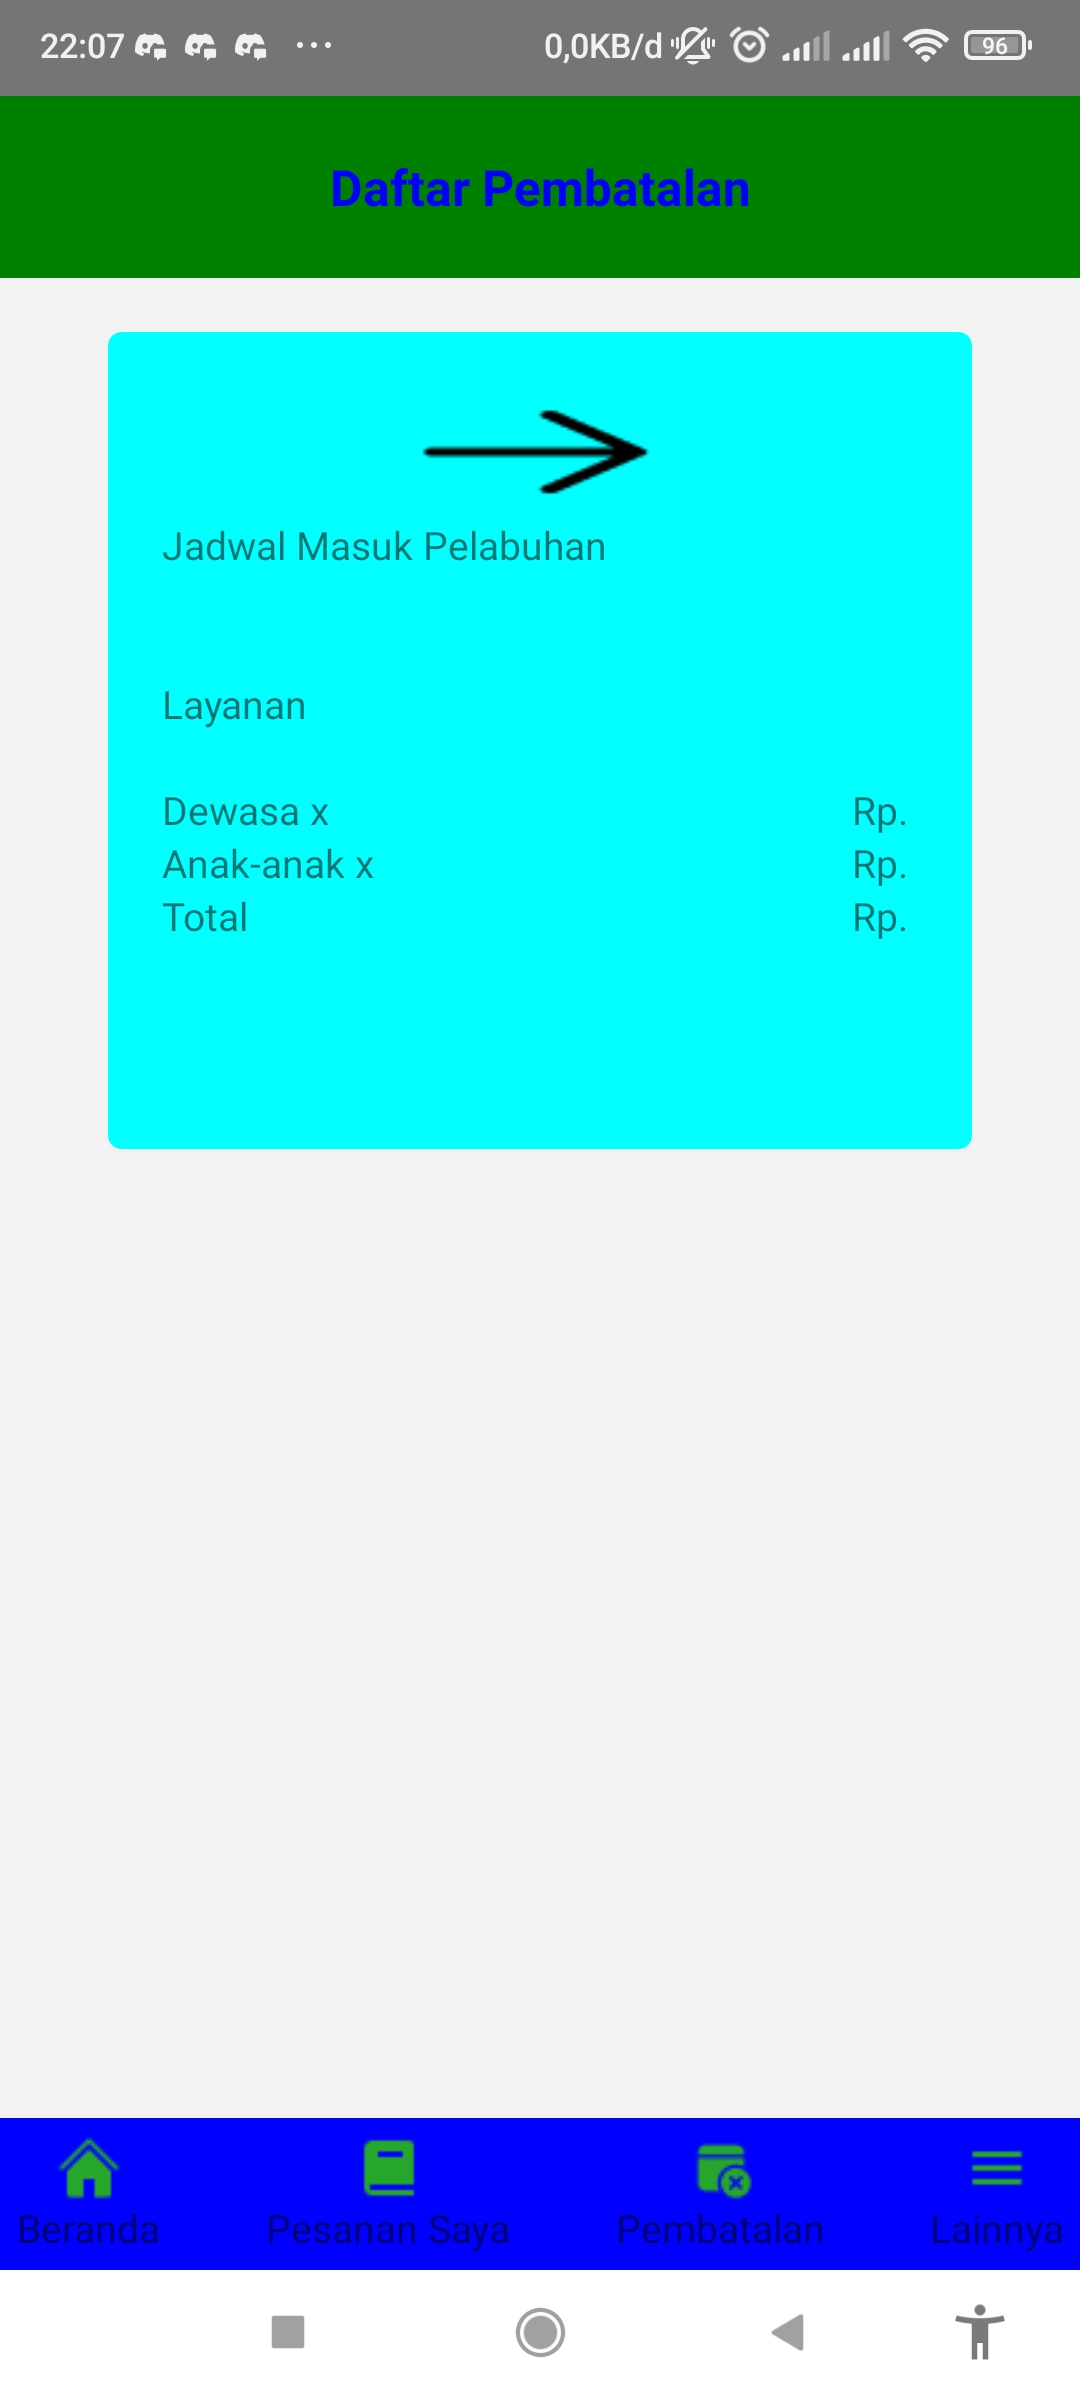 22:07 0,0KB/d 96
Daftar Pembatalan
Jadwal Masuk Pelabuhan
Layanan
Dewasa x Rp.
Anak-anak x Rp.
Total Rp.
Beranda Pesanan Saya Pembatalan Lainnya